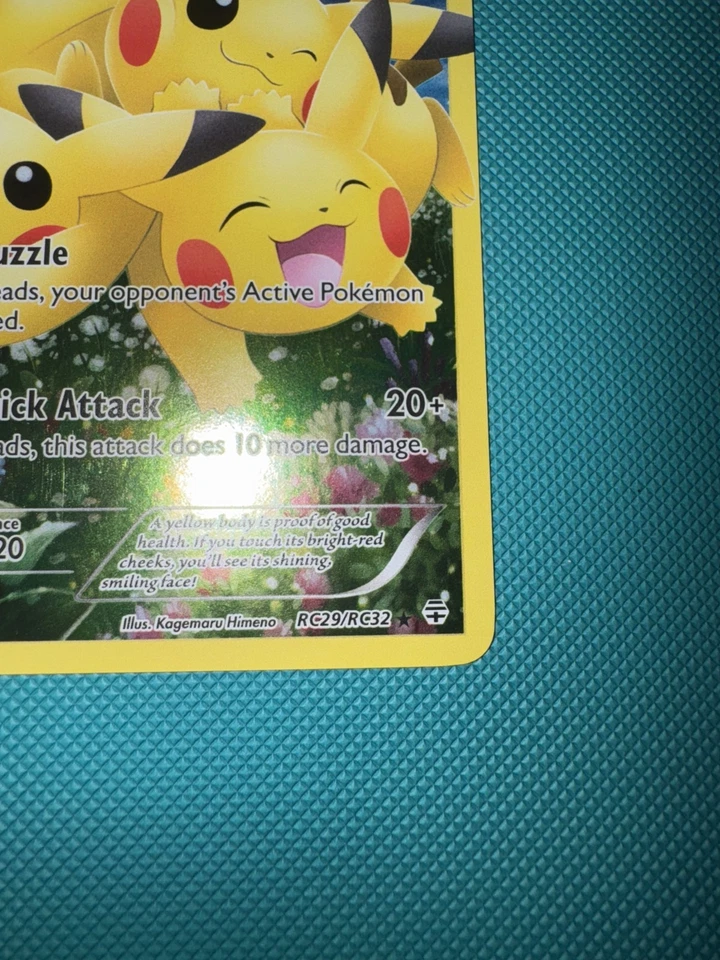 uzzle
eads, your opponent's Active Pokémon
ed.
ick Attack 20+
ads, this attack does 10 more damage.
nce
20
A yellow body is proof of good
health. If you touch its bright-red
cheeks, you'll see its shining,
smiling face!
Illus. Kagemaru Himeno RC29/RC32